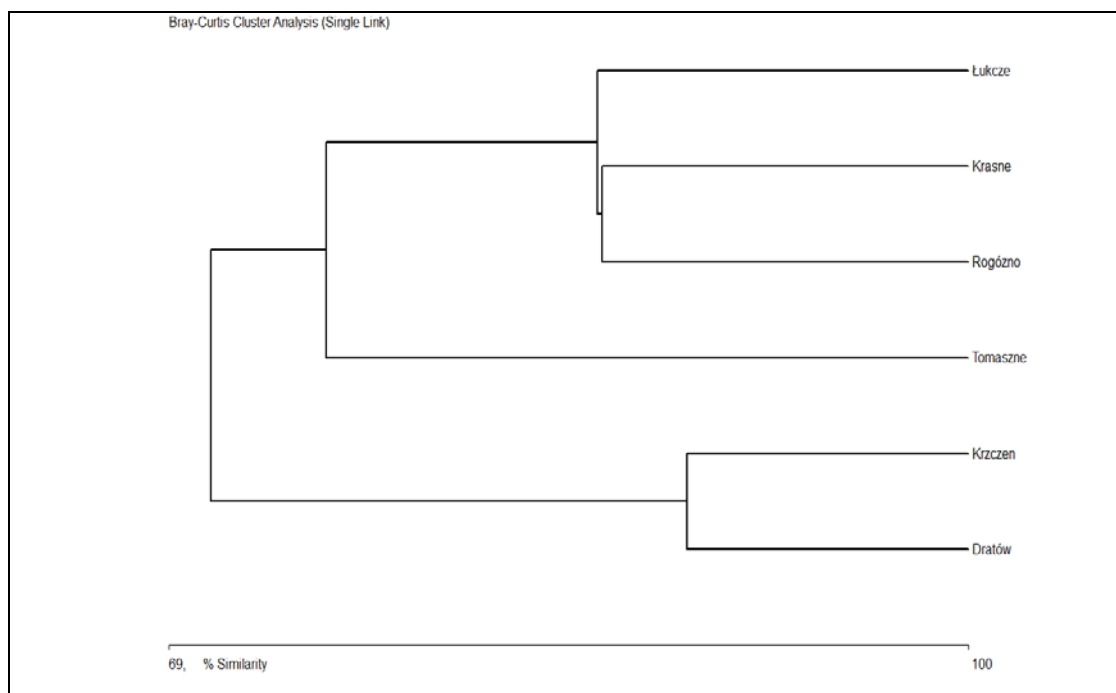 Bray-Curtis Cluster Analysis (Single Link)
Łukcze
Krasne
Rogózno
Tomaszne
Krzczen
Dratów
69, % Similarity 100